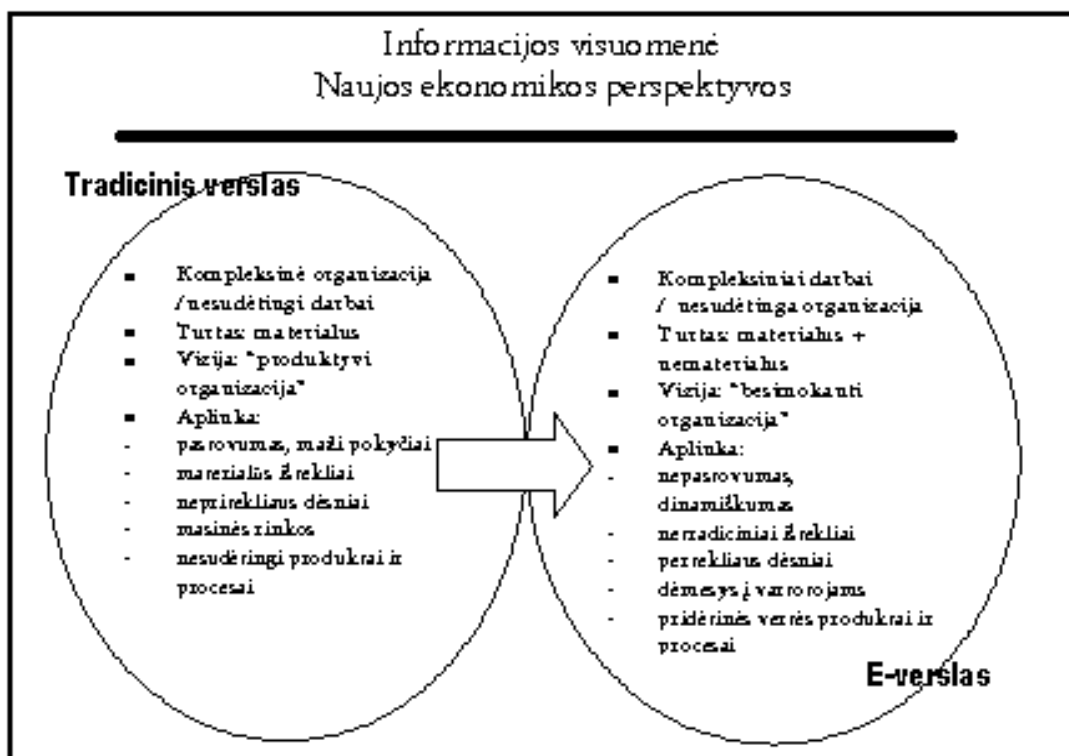 Informacijos visuomenė
Naujos ekonomikos perspektyvos
Tradicinis verslas
▪ Kompleksinė organizacija
/nesudėtingi darbai
▪ Turtas: materialus
▪ Vizija: "produktyvi
organizacija"
▪ Aplinka:
- pastovumas, maži pokyčiai
- materialūs ištekliai
- nepritekliaus dėsniai
- masinės rinkos
- nesudėtingi produktai ir
procesai
▪ Kompleksiniai darbai
/ nesudėtinga organizacija
▪ Turtas: materialus +
nematerialus
▪ Vizija: "besimokanti
organizacija"
▪ Aplinka:
- nepastovumas,
dinamiškumas
- netradiciniai ištekliai
- pertekliaus dėsniai
- dėmesys į vartotojams
- pridėtinės vertės produktai ir
procesai
E-verslas